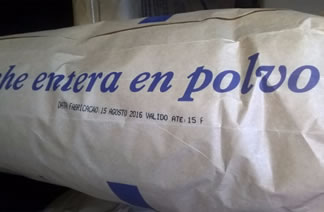 he entera en polvo
DATA FABRICACAO:15 AGOSTO 2016 VALIDO ATE:15 F